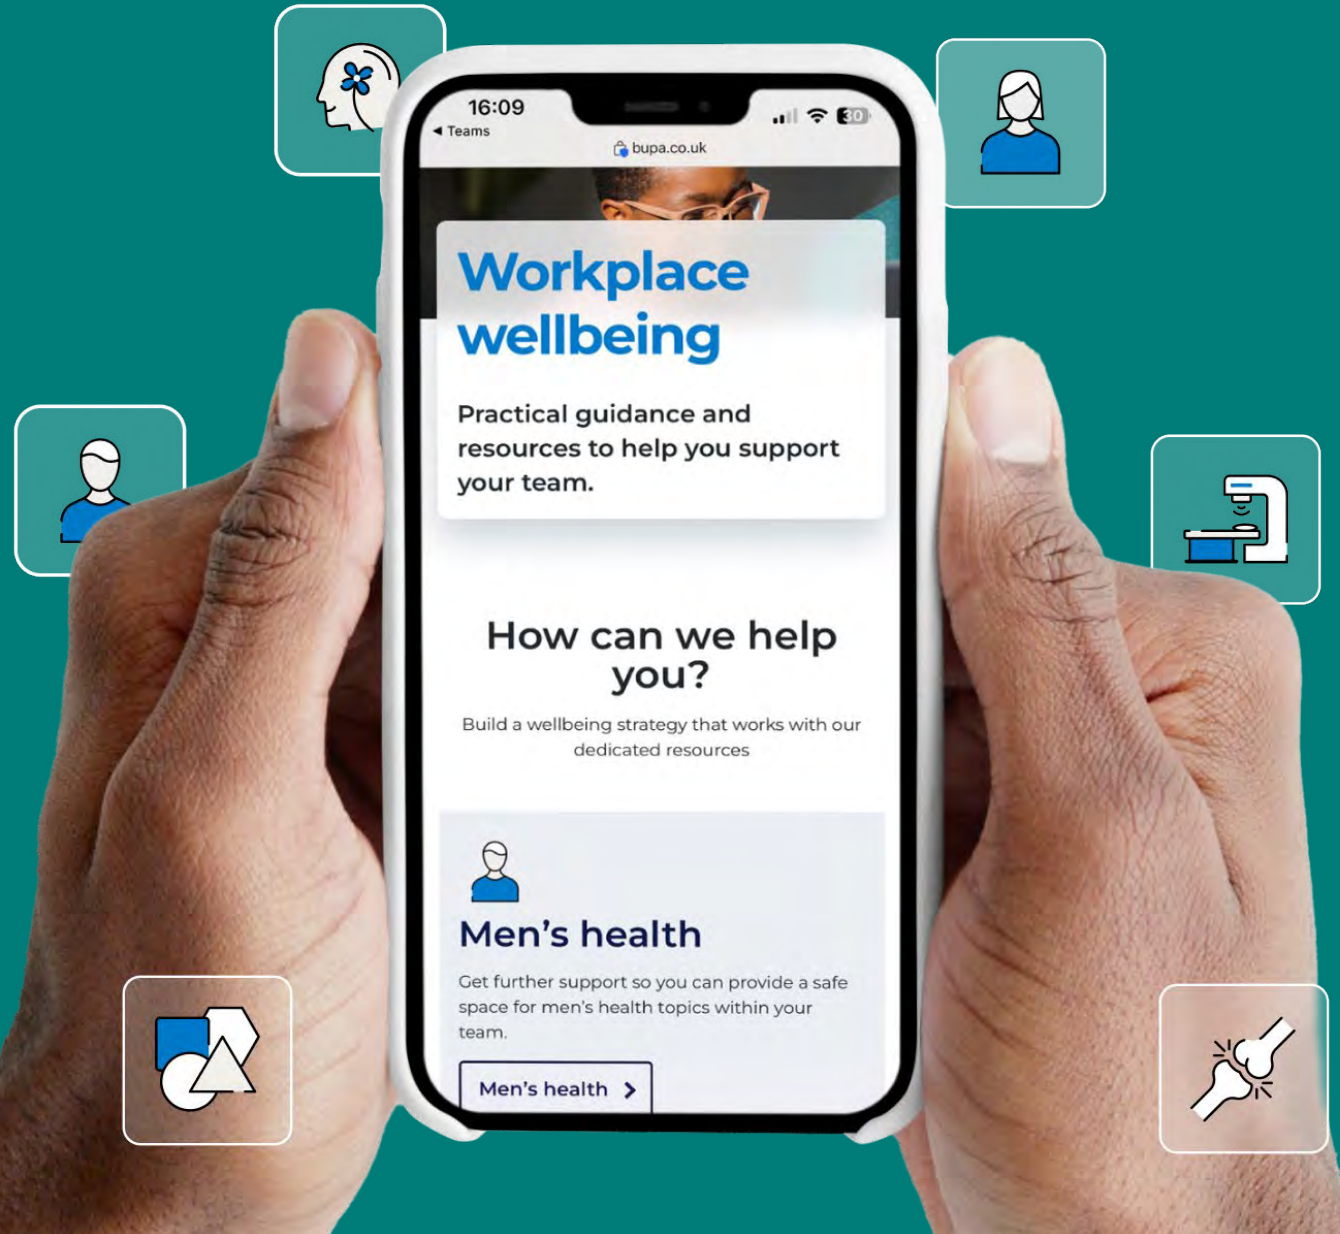 16:09
30
◀ Teams
bupa.co.uk
Workplace
wellbeing
Practical guidance and
resources to help you support
your team.
How can we help
you?
Build a wellbeing strategy that works with our
dedicated resources
Men's health
Get further support so you can provide a safe
space for men's health topics within your
team.
Men's health